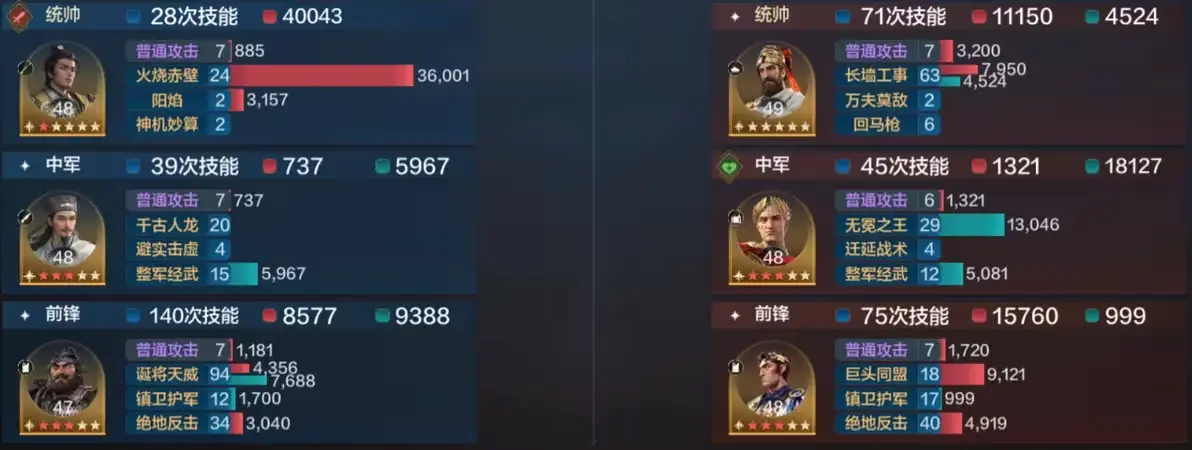 统帅 28次技能 40043
普通攻击 7 885
火烧赤壁 24 36,001
阳焰 2 3,157
神机妙算 2
48
中军 39次技能 737 5967
普通攻击 7 737
千古人龙 20
避实击虚 4
整军经武 15 5,967
48
前锋 140次技能 8577 9388
普通攻击 7 1,181
诞将天威 94 4,356
7,688
镇卫护军 12 1,700
绝地反击 34 3,040
47
统帅 71次技能 11150 4524
普通攻击 7 3,200
长墙工事 63 7,950
4,524
万夫莫敌 2
回马枪 6
49
中军 45次技能 1321 18127
普通攻击 6 1,321
无冕之王 29 13,046
迂延战术 4
整军经武 12 5,081
48
前锋 75次技能 15760 999
普通攻击 7 1,720
巨头同盟 18 9,121
镇卫护军 17 999
绝地反击 40 4,919
48